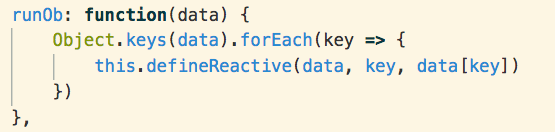 runOb: function(data) {
    Object.keys(data).forEach(key => {
        this.defineReactive(data, key, data[key])
    })
},